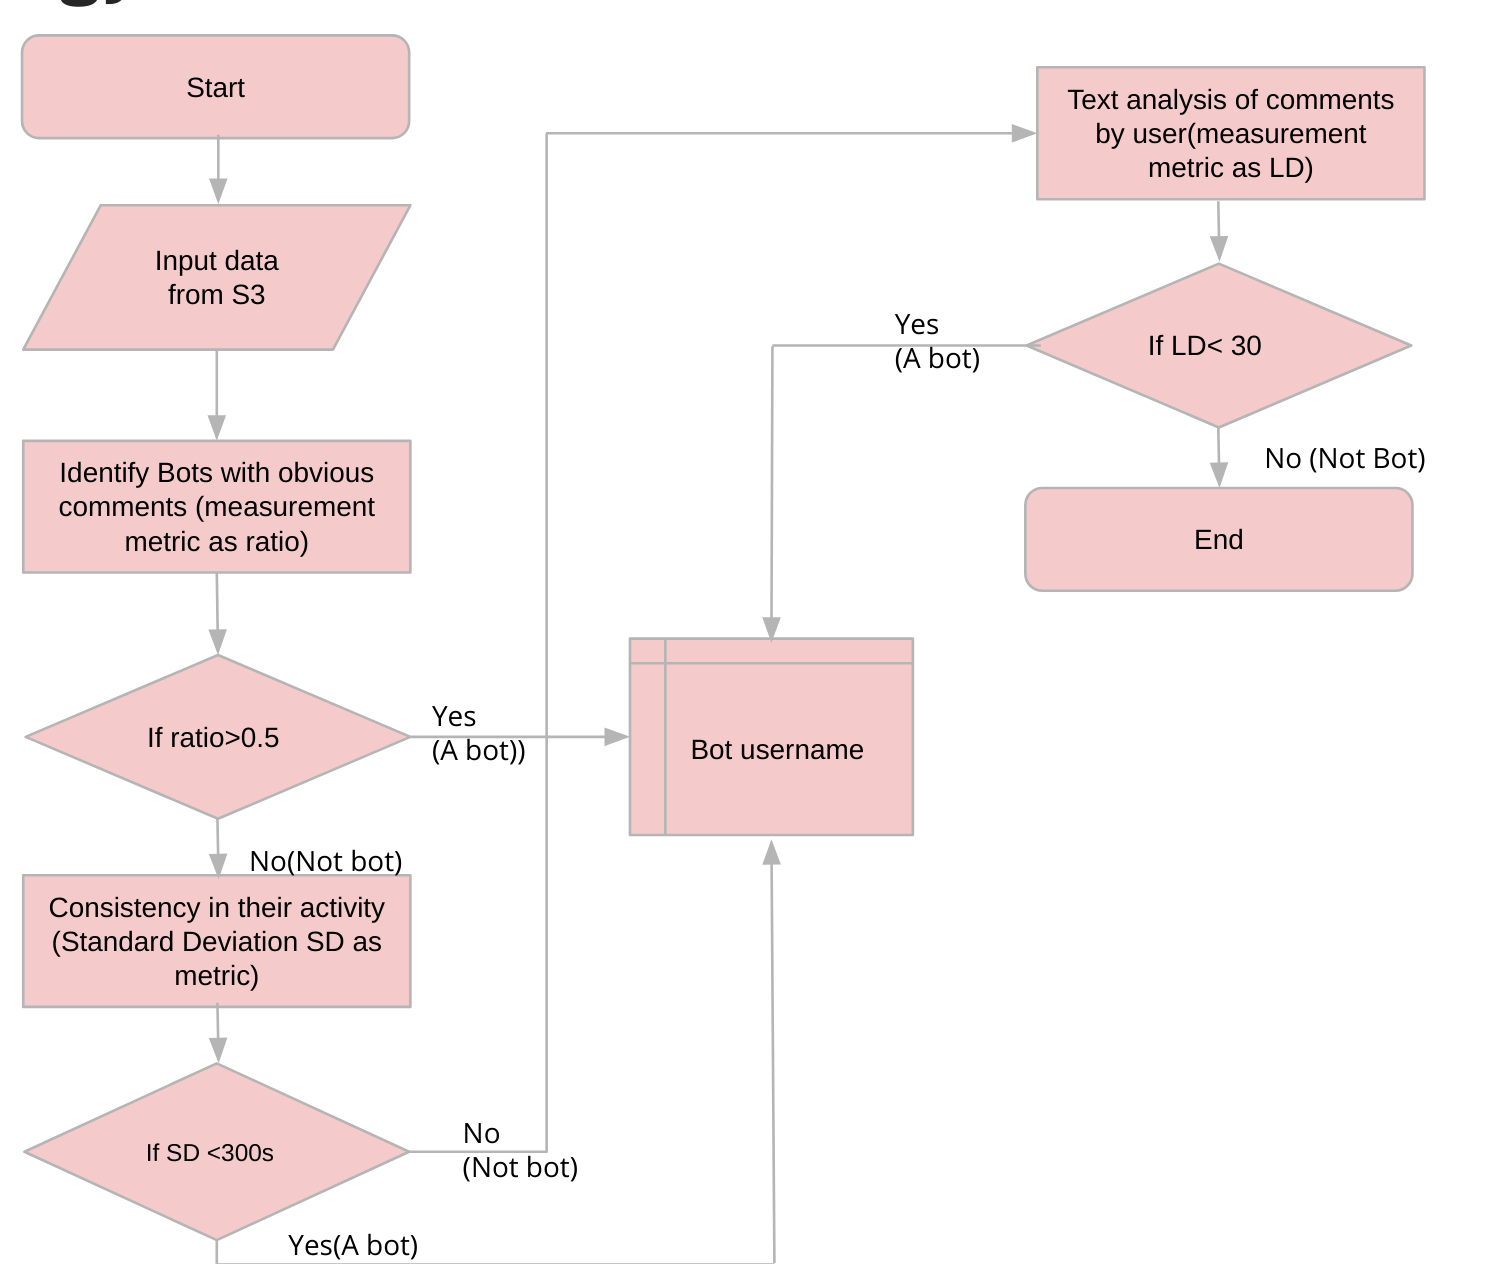 Start
Input data
from S3
Identify Bots with obvious
comments (measurement
metric as ratio)
If ratio>0.5
Yes
(A bot))
No(Not bot)
Consistency in their activity
(Standard Deviation SD as
metric)
If SD <300s
No
(Not bot)
Yes(A bot)
Bot username
Text analysis of comments
by user(measurement
metric as LD)
If LD< 30
Yes
(A bot)
No (Not Bot)
End